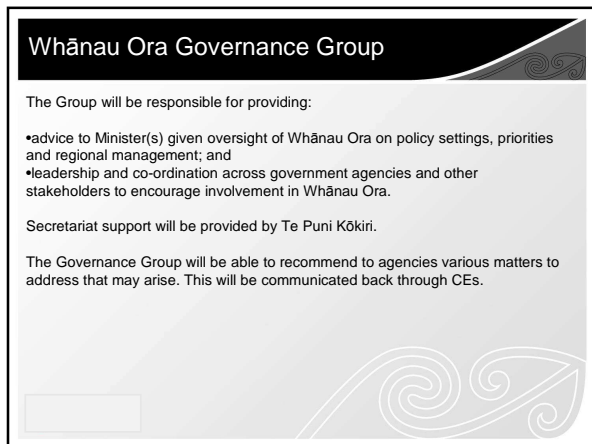 Whānau Ora Governance Group
The Group will be responsible for providing:
•advice to Minister(s) given oversight of Whānau Ora on policy settings, priorities
and regional management; and
•leadership and co-ordination across government agencies and other
stakeholders to encourage involvement in Whānau Ora.
Secretariat support will be provided by Te Puni Kōkiri.
The Governance Group will be able to recommend to agencies various matters to
address that may arise. This will be communicated back through CEs.